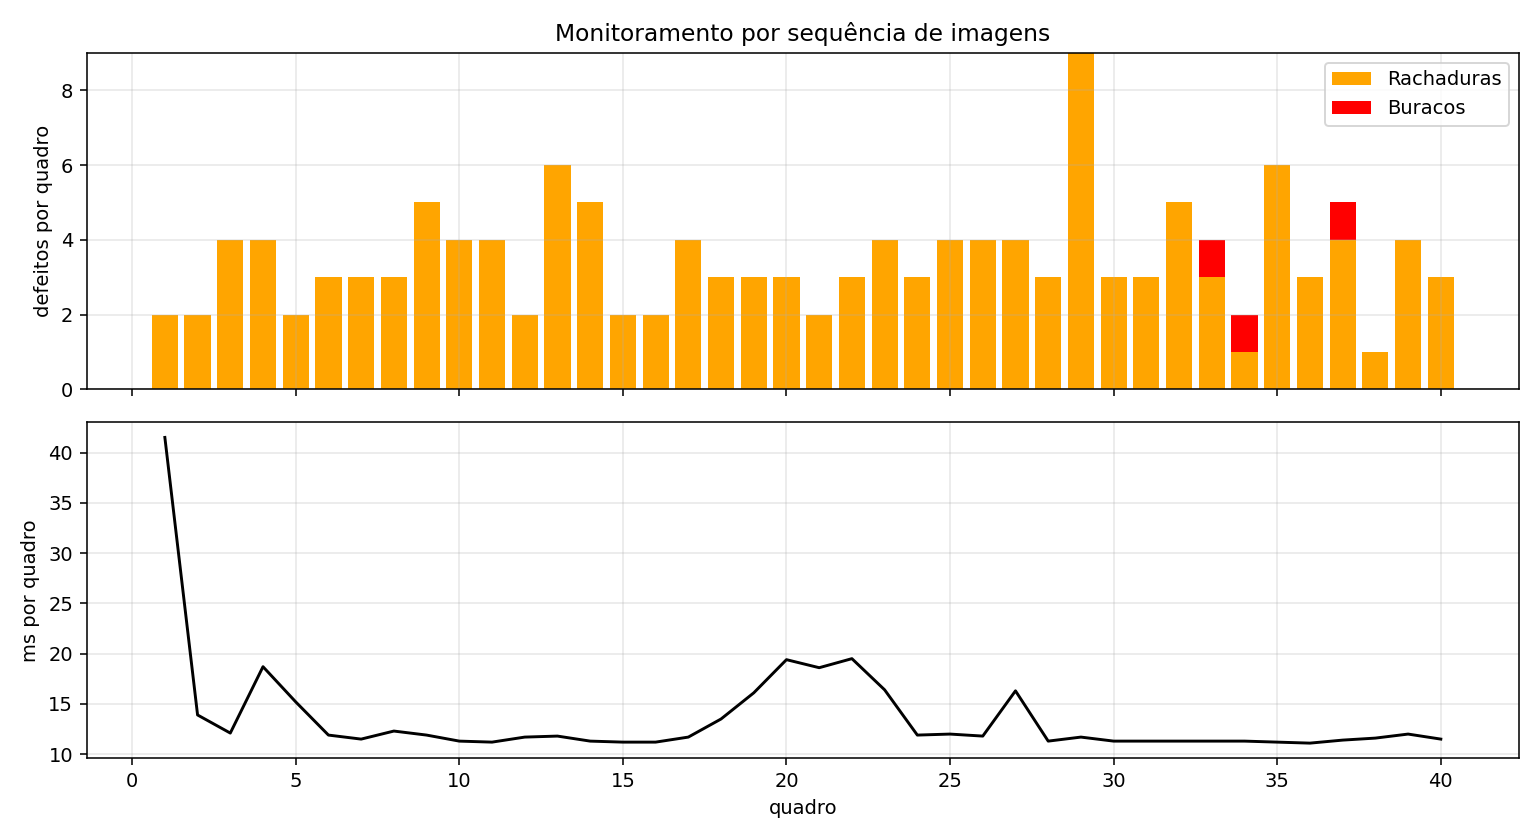 Monitoramento por sequência de imagens
defeitos por quadro
8
6
4
2
0
Rachaduras
Buracos
ms por quadro
40
35
30
25
20
15
10
0 5 10 15 20 25 30 35 40
quadro